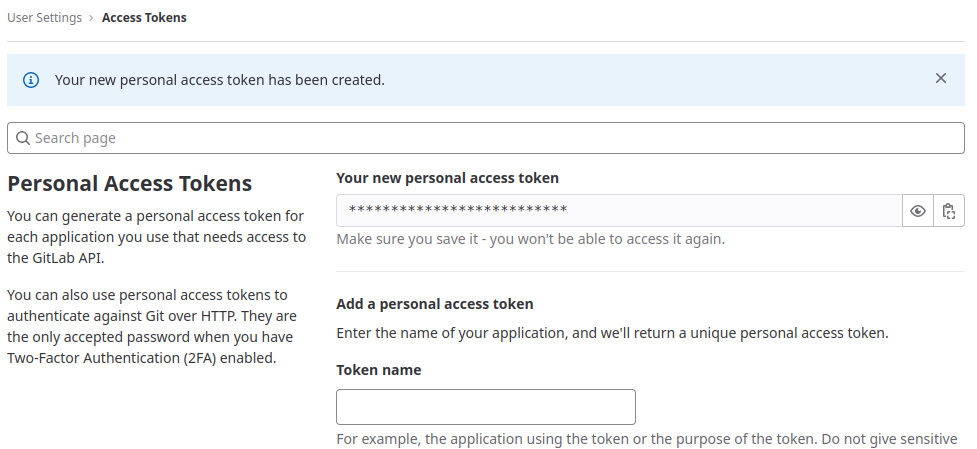 User Settings › Access Tokens
Your new personal access token has been created.
Search page
Personal Access Tokens
You can generate a personal access token for
each application you use that needs access to
the GitLab API.
You can also use personal access tokens to
authenticate against Git over HTTP. They are
the only accepted password when you have
Two-Factor Authentication (2FA) enabled.
Your new personal access token
**************************
Make sure you save it - you won't be able to access it again.
Add a personal access token
Enter the name of your application, and we'll return a unique personal access token.
Token name
For example, the application using the token or the purpose of the token. Do not give sensitive